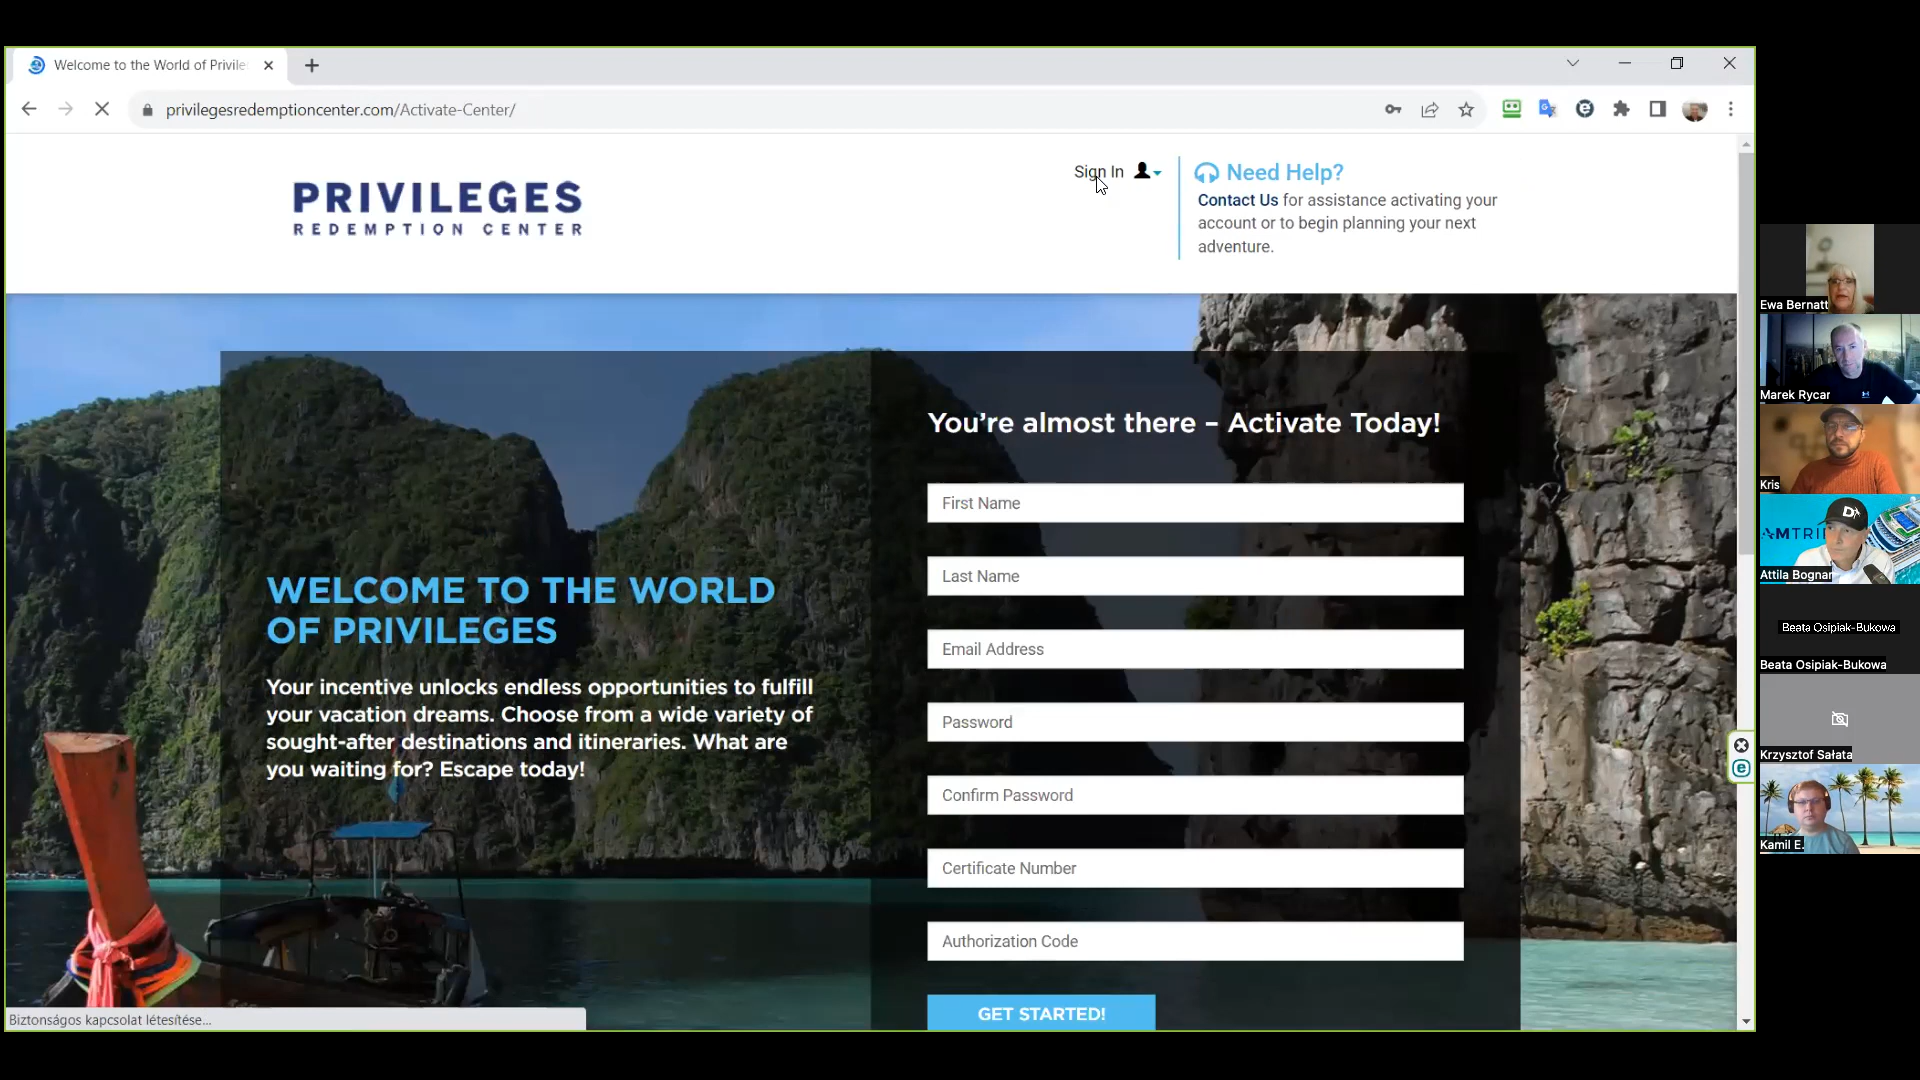 Welcome to the World of Privile
privilegesredemptioncenter.com/Activate-Center/
PRIVILEGES
REDEMPTION CENTER
Sign In
Need Help?
Contact Us for assistance activating your
account or to begin planning your next
adventure.
WELCOME TO THE WORLD
OF PRIVILEGES
Your incentive unlocks endless opportunities to fulfill
your vacation dreams. Choose from a wide variety of
sought-after destinations and itineraries. What are
you waiting for? Escape today!
You're almost there – Activate Today!
First Name
Last Name
Email Address
Password
Confirm Password
Certificate Number
Authorization Code
GET STARTED!
Biztonságos kapcsolat létesítése...
Ewa Bernatt
Marek Rycar
Kris
AMTRI
Attila Bognar
Beata Osipiak-Bukowa
Beata Osipiak-Bukowa
Krzysztof Sałata
Kamil E.